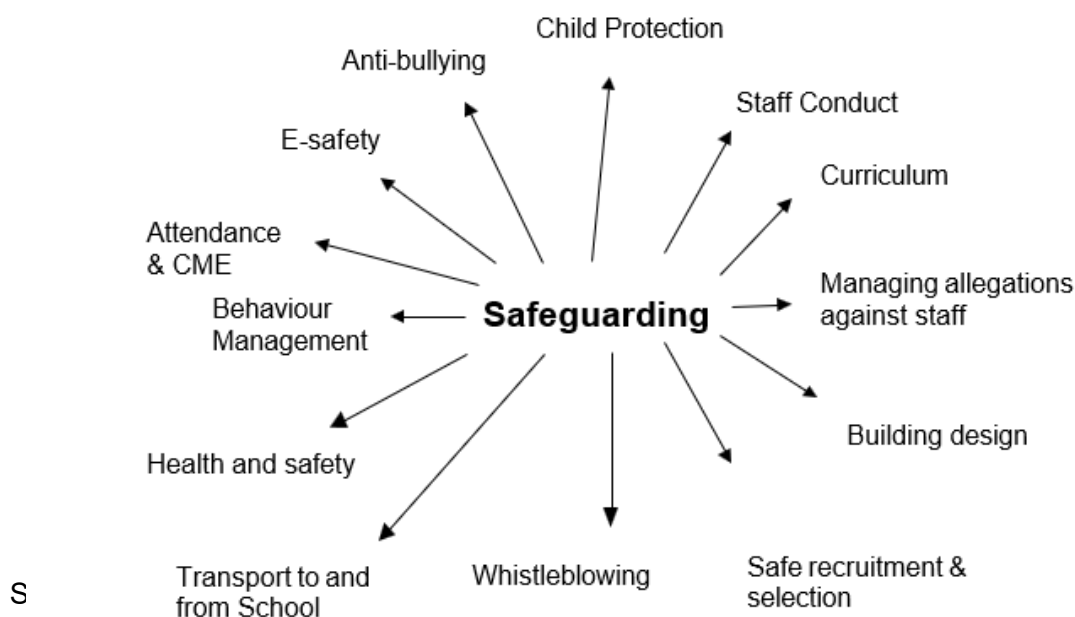 Child Protection
Anti-bullying
Staff Conduct
E-safety
Curriculum
Attendance
& CME
Managing allegations
against staff
Behaviour
Management
Safeguarding
Building design
Health and safety
Transport to and
from School
Whistleblowing
Safe recruitment &
selection
S